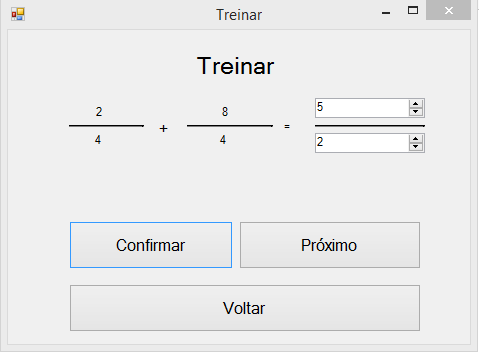 Treinar
Treinar
2 8 5
+ =
4 4 2
Confirmar Próximo
Voltar